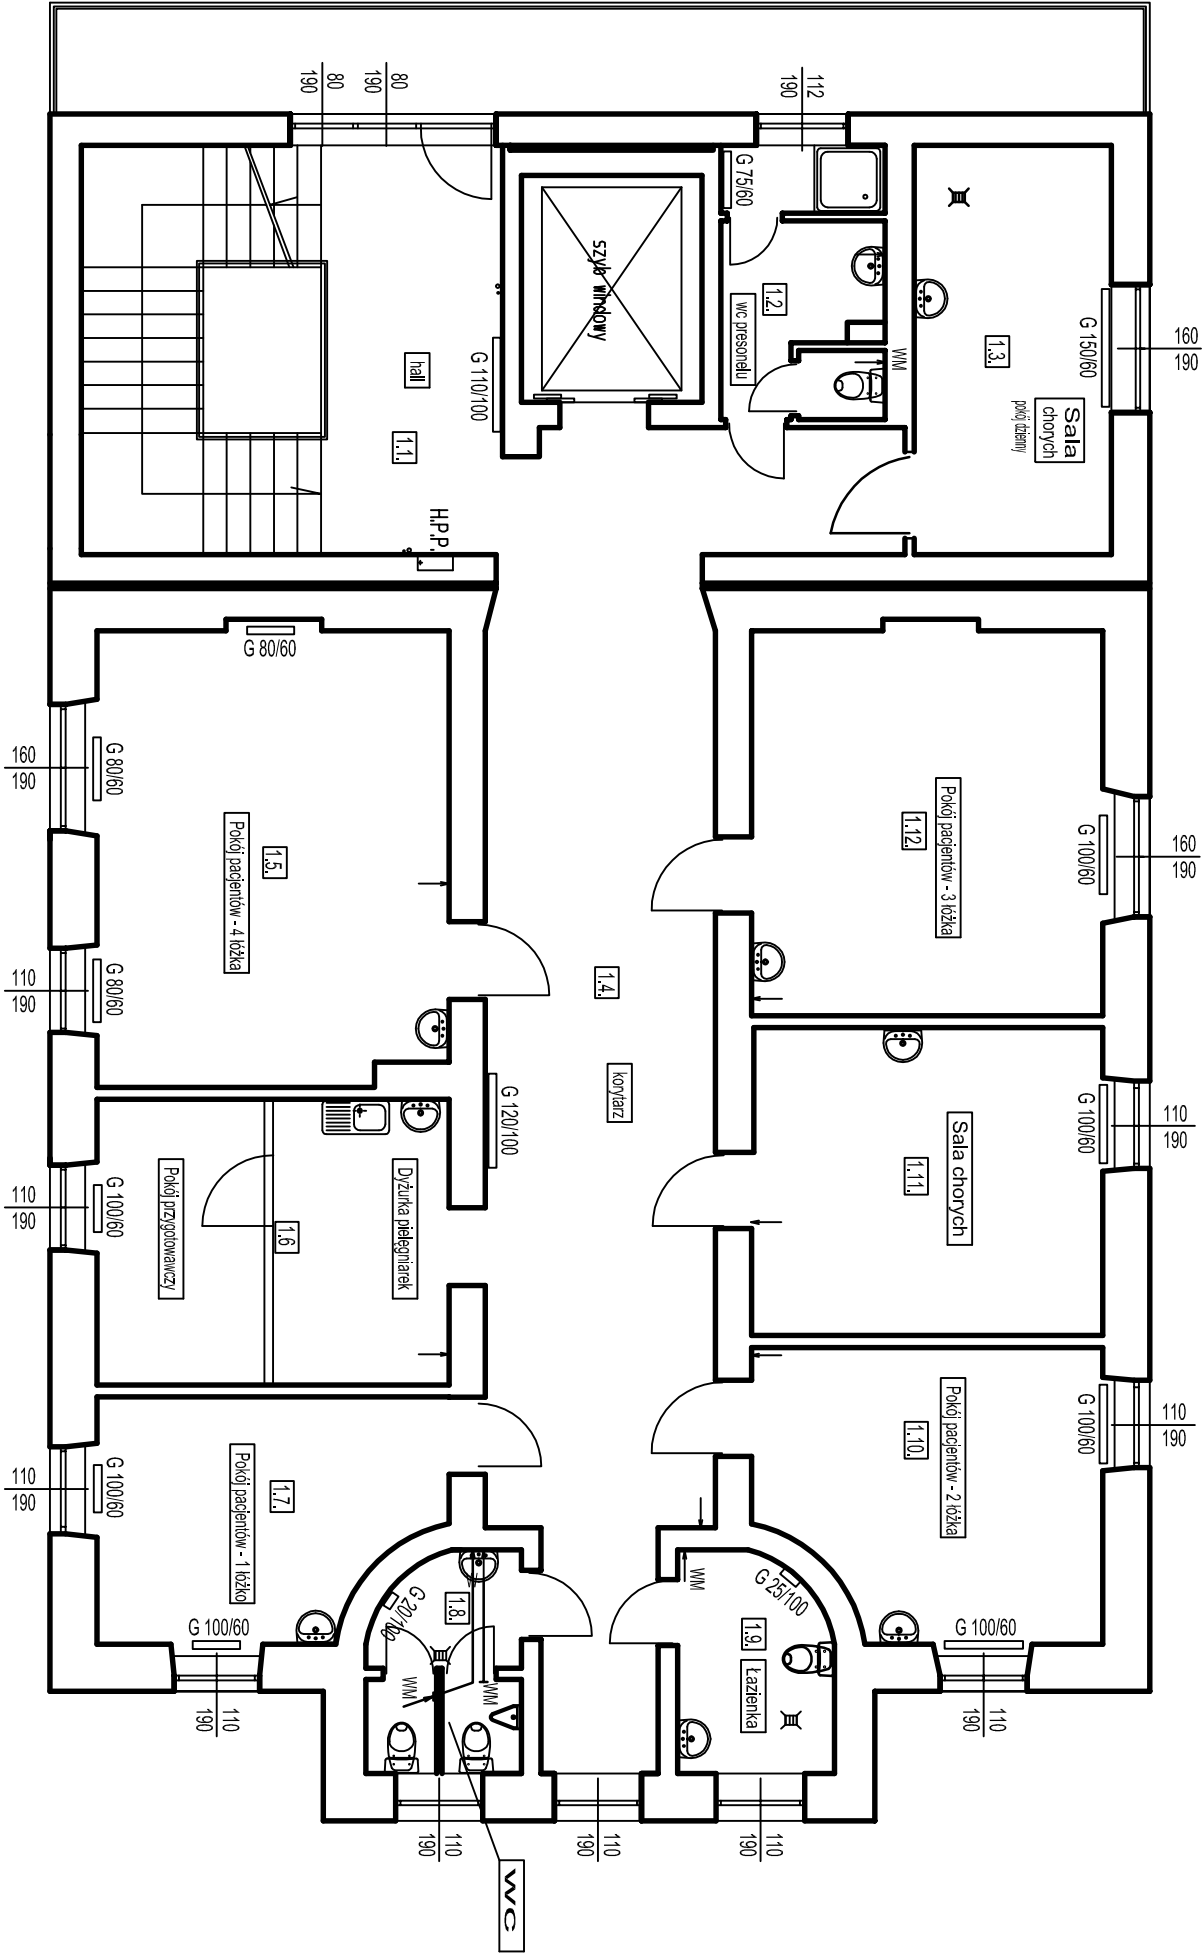 80
190
80
190
112
190
G 75/60
szyb windowy
1.2.
wc presonelu
WM
1.3.
G 150/60
160
190
Sala
chorych
pokój dzienny
hall
G 110/100
1.1.
H.P.P.
G 80/60
160
190
G 80/60
1.5.
Pokój pacjentów - 4 łóżka
110
190
G 80/60
1.4.
korytarz
G 120/100
1.12.
Pokój pacjentów - 3 łóżka
G 100/60
160
190
Sala chorych
1.11.
G 100/60
110
190
Dyżurka pielęgniarek
1.6
Pokój przygotowawczy
G 100/60
110
190
1.10.
Pokój pacjentów - 2 łóżka
G 100/60
110
190
1.7.
Pokój pacjentów - 1 łóżko
G 100/60
110
190
G 100/60
110
190
1.8.
G 20/100
WM
WM
WC
110
190
110
190
WM
G 25/100
1.9.
Łazienka
110
190
G 100/60
110
190